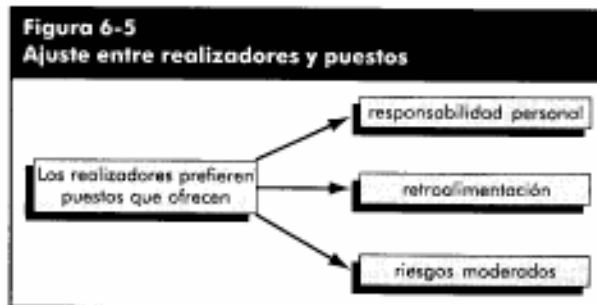 Figura 6-5
Ajuste entre realizadores y puestos
responsabilidad personal
Los realizadores prefieren
puestos que ofrecen
retroalimentación
riesgos moderados